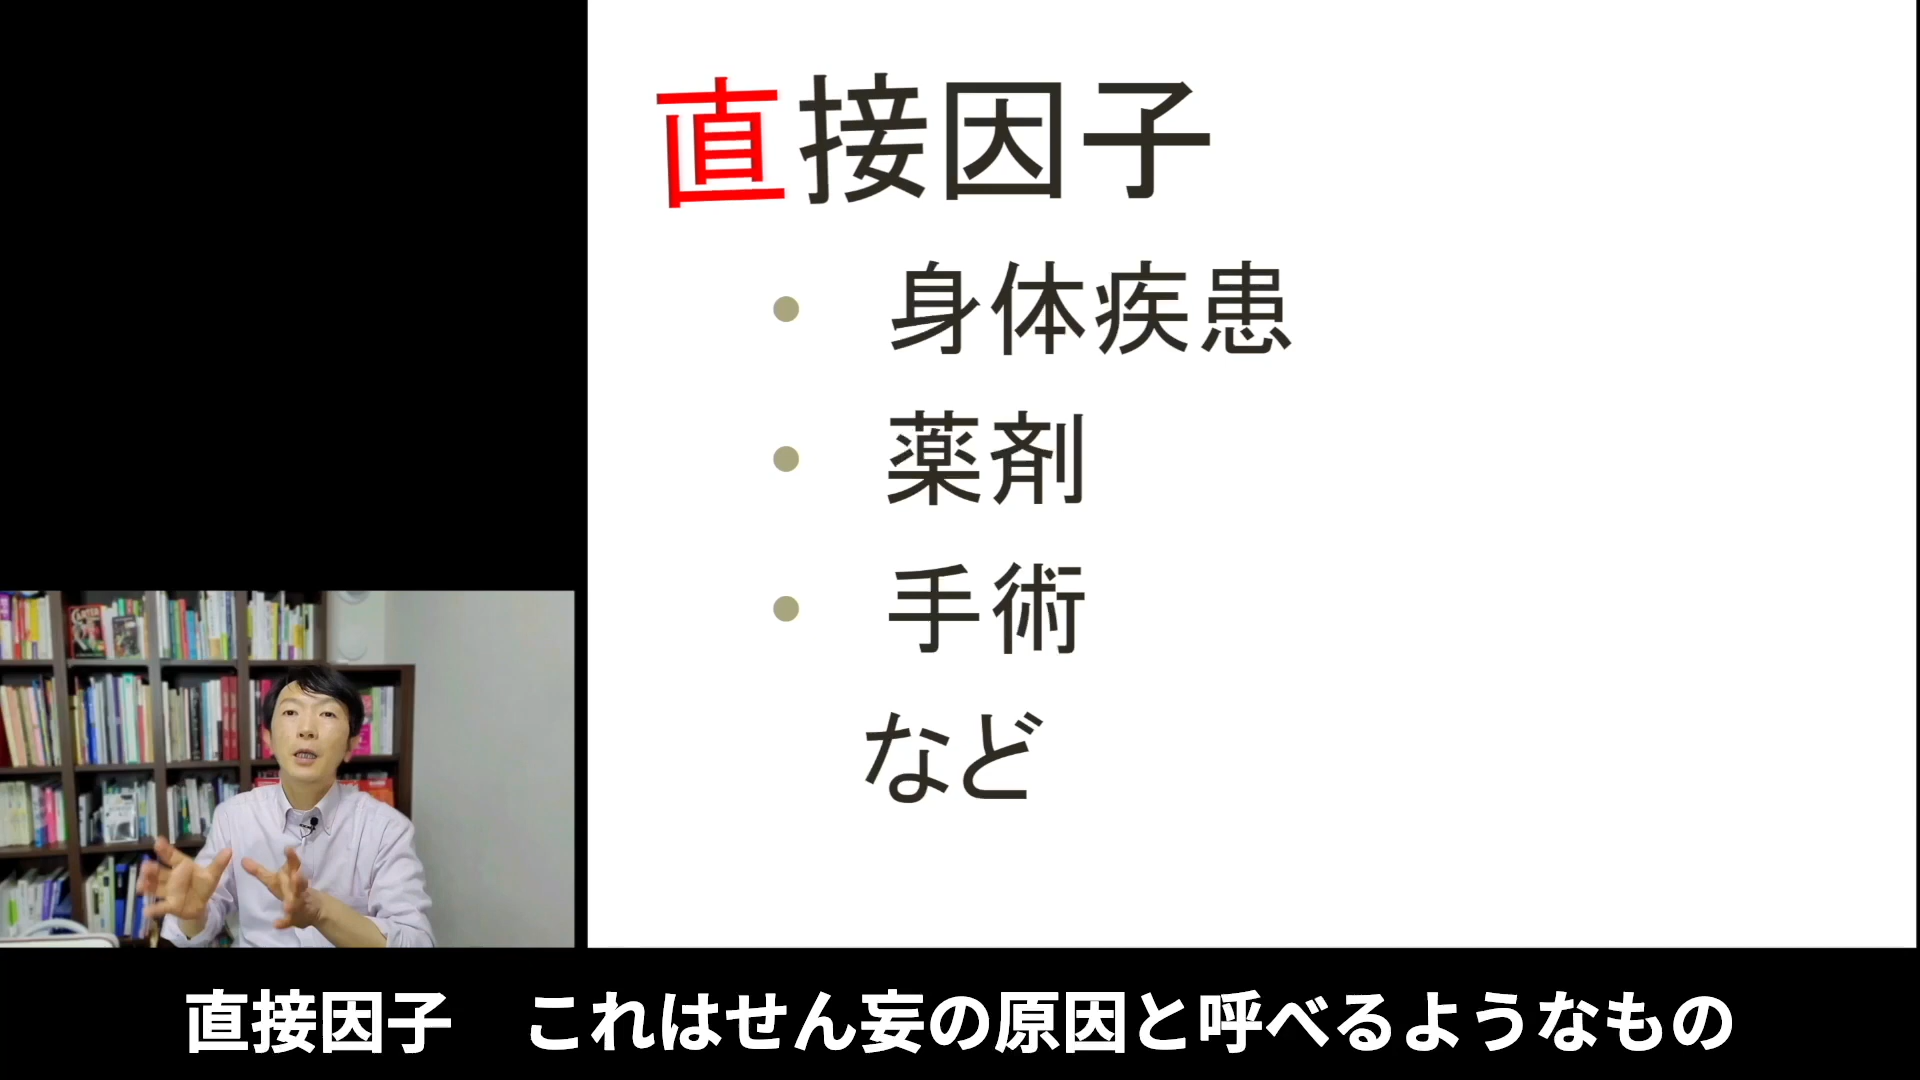 直接因子
• 身体疾患
• 薬剤
• 手術
など
CARTER
直接因子　これはせん妄の原因と呼べるようなもの